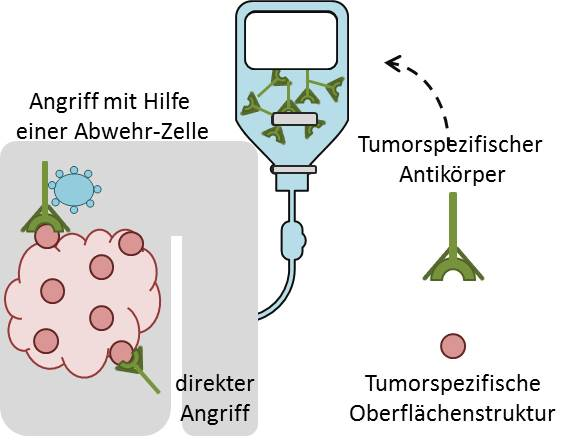 Angriff mit Hilfe
einer Abwehr-Zelle
Tumorspezifischer
Antikörper
direkter
Angriff
Tumorspezifische
Oberflächenstruktur